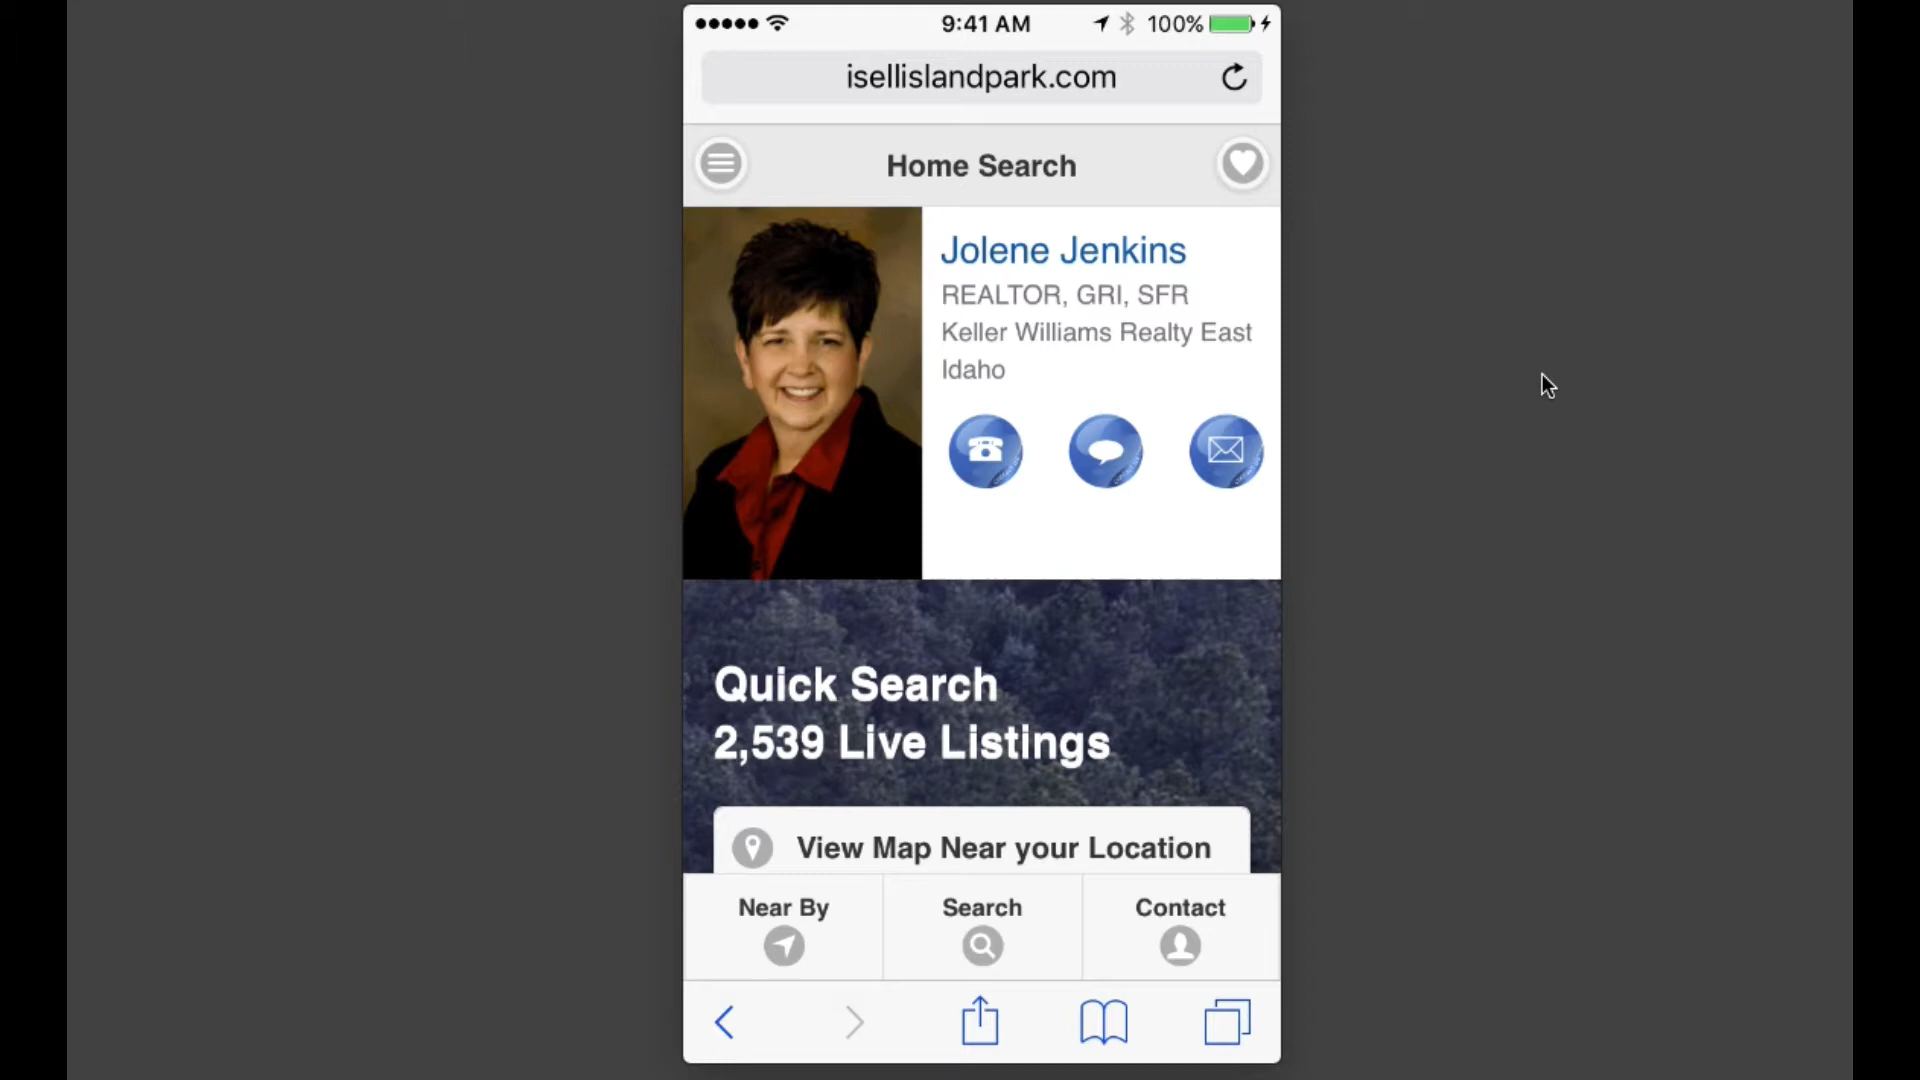 9:41 AM
100%
isellislandpark.com
Home Search
Jolene Jenkins
REALTOR, GRI, SFR
Keller Williams Realty East
Idaho
Quick Search
2,539 Live Listings
View Map Near your Location
Near By
Search
Contact